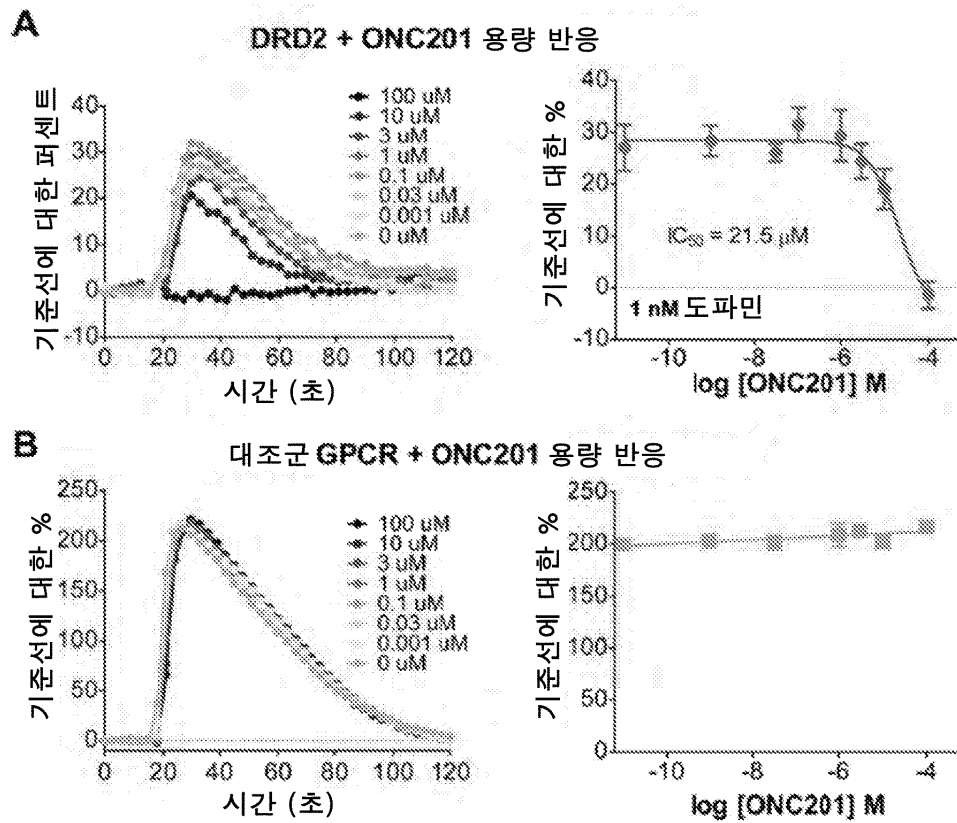 A
DRD2 + ONC201 용량 반응
기준선에 대한 퍼센트
40
30
20
10
0
-10
0 20 40 60 80 100 120
시간 (초)
100 uM
10 uM
3 uM
1 uM
0.1 uM
0.03 uM
0.001 uM
0 uM
기준선에 대한 %
40
30
20
10
0
-10
IC50 = 21.5 µM
1 nM 도파민
-10 -8 -6 -4
log [ONC201] M
B
대조군 GPCR + ONC201 용량 반응
기준선에 대한 %
250
200
150
100
50
0
0 20 40 60 80 100 120
시간 (초)
100 uM
10 uM
3 uM
1 uM
0.1 uM
0.03 uM
0.001 uM
0 uM
기준선에 대한 %
250
200
150
100
50
0
-10 -8 -6 -4
log [ONC201] M